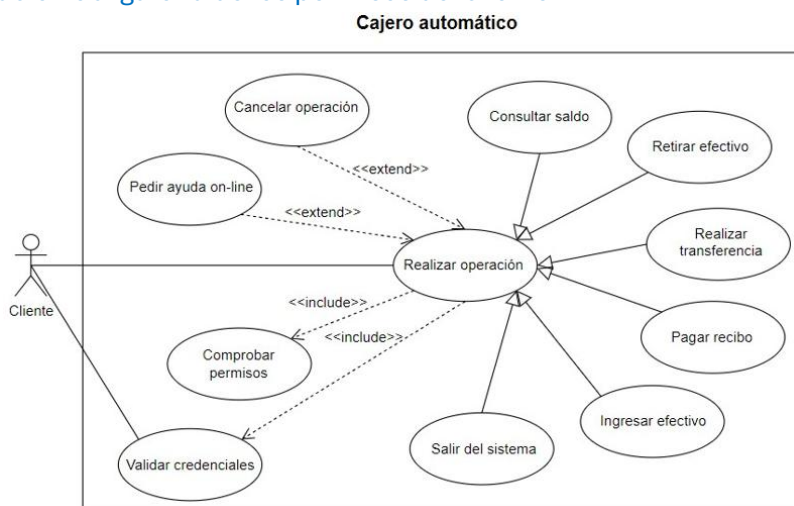 Cajero automático
Cancelar operación
Consultar saldo
Retirar efectivo
<<extend>>
Pedir ayuda on-line
<<extend>>
Realizar
transferencia
Realizar operación
Cliente
<<include>>
<<include>>
Comprobar
permisos
Pagar recibo
Ingresar efectivo
Salir del sistema
Validar credenciales